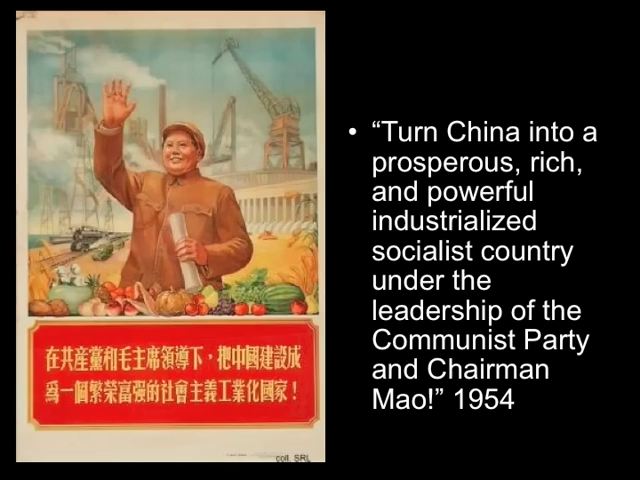 在共産黨和毛主席領導下，把中國建設成
爲一個繁榮富强的社會主義工業化國家！
coll. SRL
• “Turn China into a
prosperous, rich,
and powerful
industrialized
socialist country
under the
leadership of the
Communist Party
and Chairman
Mao!” 1954